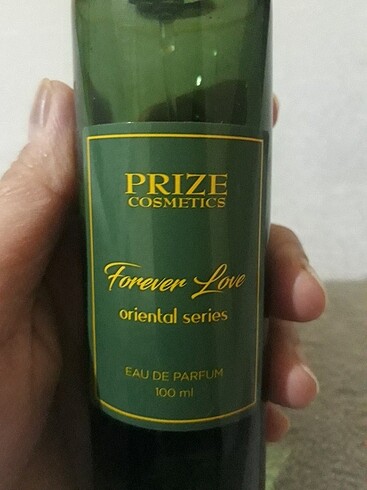 PRIZE
COSMETICS
Forever Love
oriental series
EAU DE PARFUM
100 ml